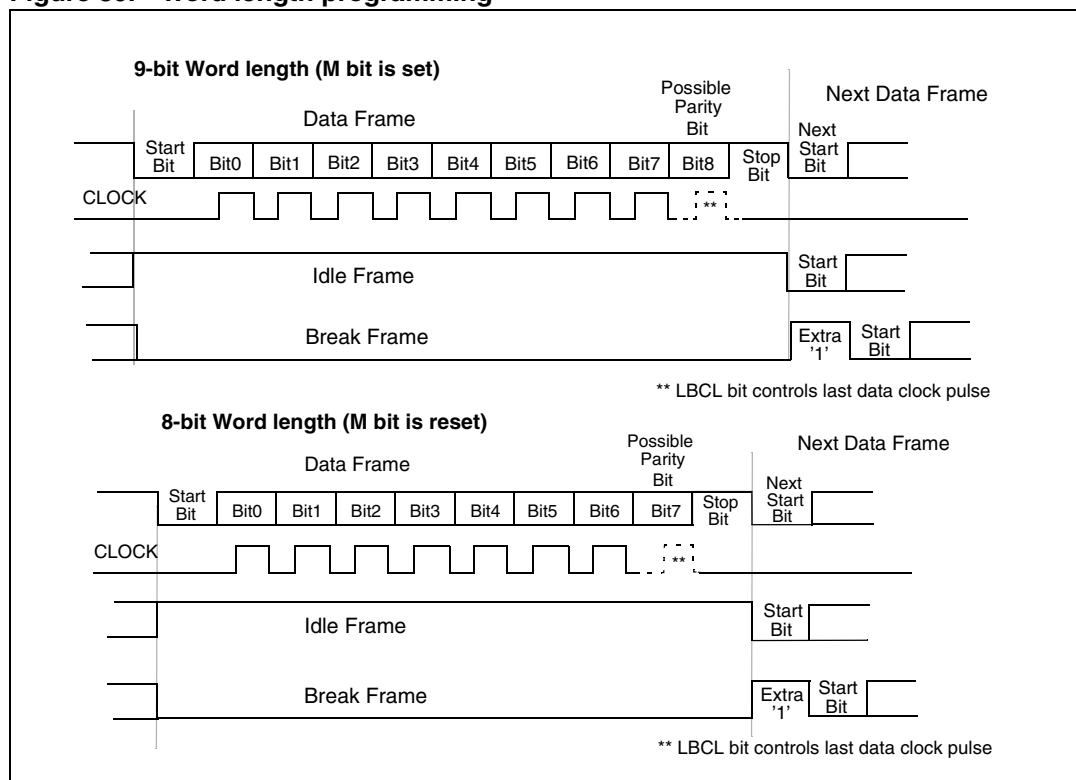 9-bit Word length (M bit is set)
Possible
Parity
Bit
Next Data Frame
Data Frame
Start
Bit
Bit0 Bit1 Bit2 Bit3 Bit4 Bit5 Bit6 Bit7 Bit8
Stop
Bit
Next
Start
Bit
CLOCK
**
Idle Frame
Start
Bit
Break Frame
Extra
'1'
Start
Bit
** LBCL bit controls last data clock pulse
8-bit Word length (M bit is reset)
Possible
Parity
Bit
Next Data Frame
Data Frame
Start
Bit
Bit0 Bit1 Bit2 Bit3 Bit4 Bit5 Bit6 Bit7
Stop
Bit
Next
Start
Bit
CLOCK
**
Idle Frame
Start
Bit
Break Frame
Extra
'1'
Start
Bit
** LBCL bit controls last data clock pulse